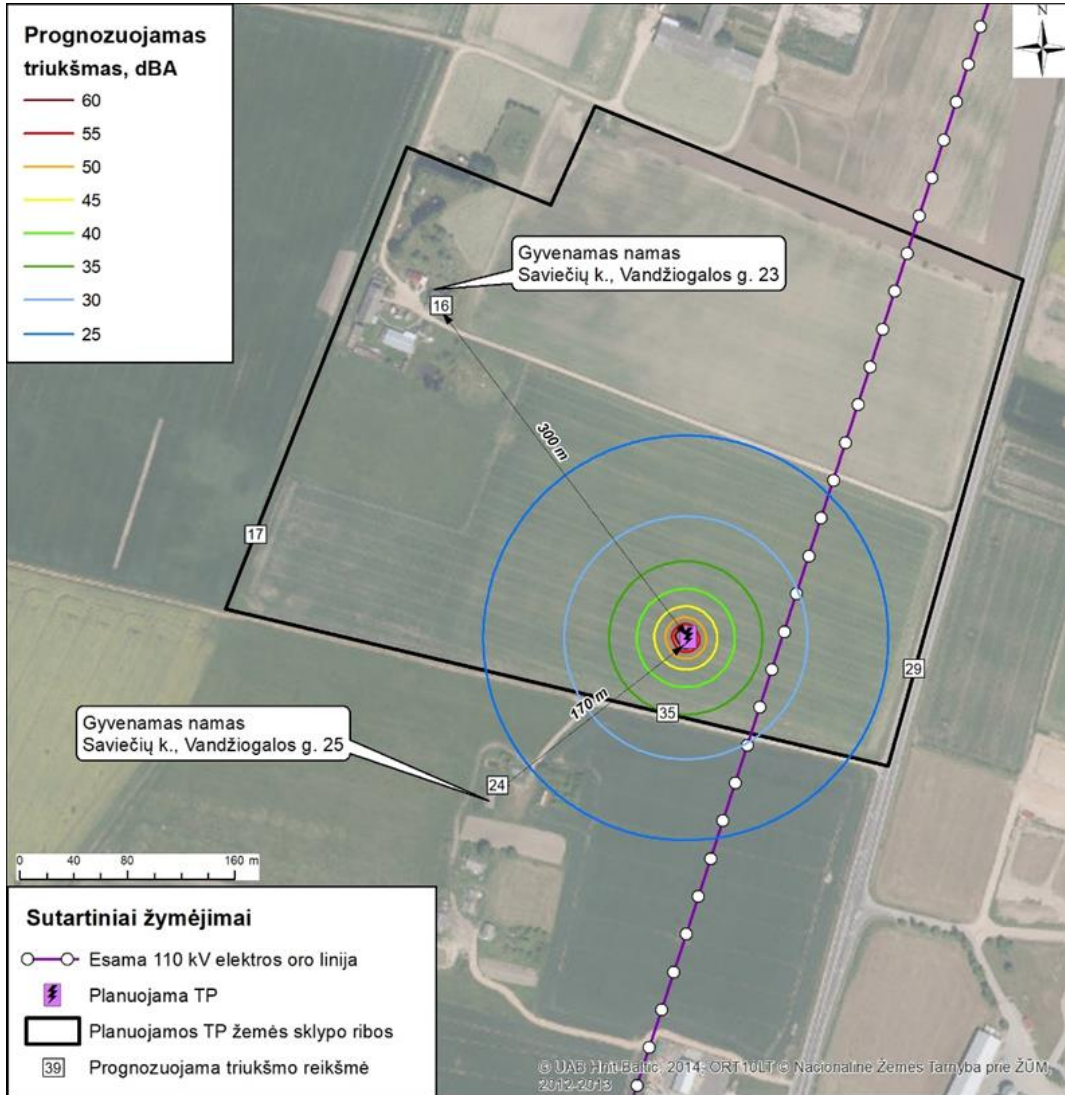 Prognozuojamas
triukšmas, dBA
60
55
50
45
40
35
30
25
N
Gyvenamas namas
Saviečių k., Vandžiogalos g. 23
16
300 m
17
29
170 m
35
Gyvenamas namas
Saviečių k., Vandžiogalos g. 25
24
0 40 80 160 m
Sutartiniai žymėjimai
Esama 110 kV elektros oro linija
Planuojama TP
Planuojamos TP žemės sklypo ribos
39 Prognozuojama triukšmo reikšmė
© UAB Hnit-Baltic, 2014, ORT10LT © Nacionalinė Žemės Tarnyba prie ŽŪM,
2012-2013